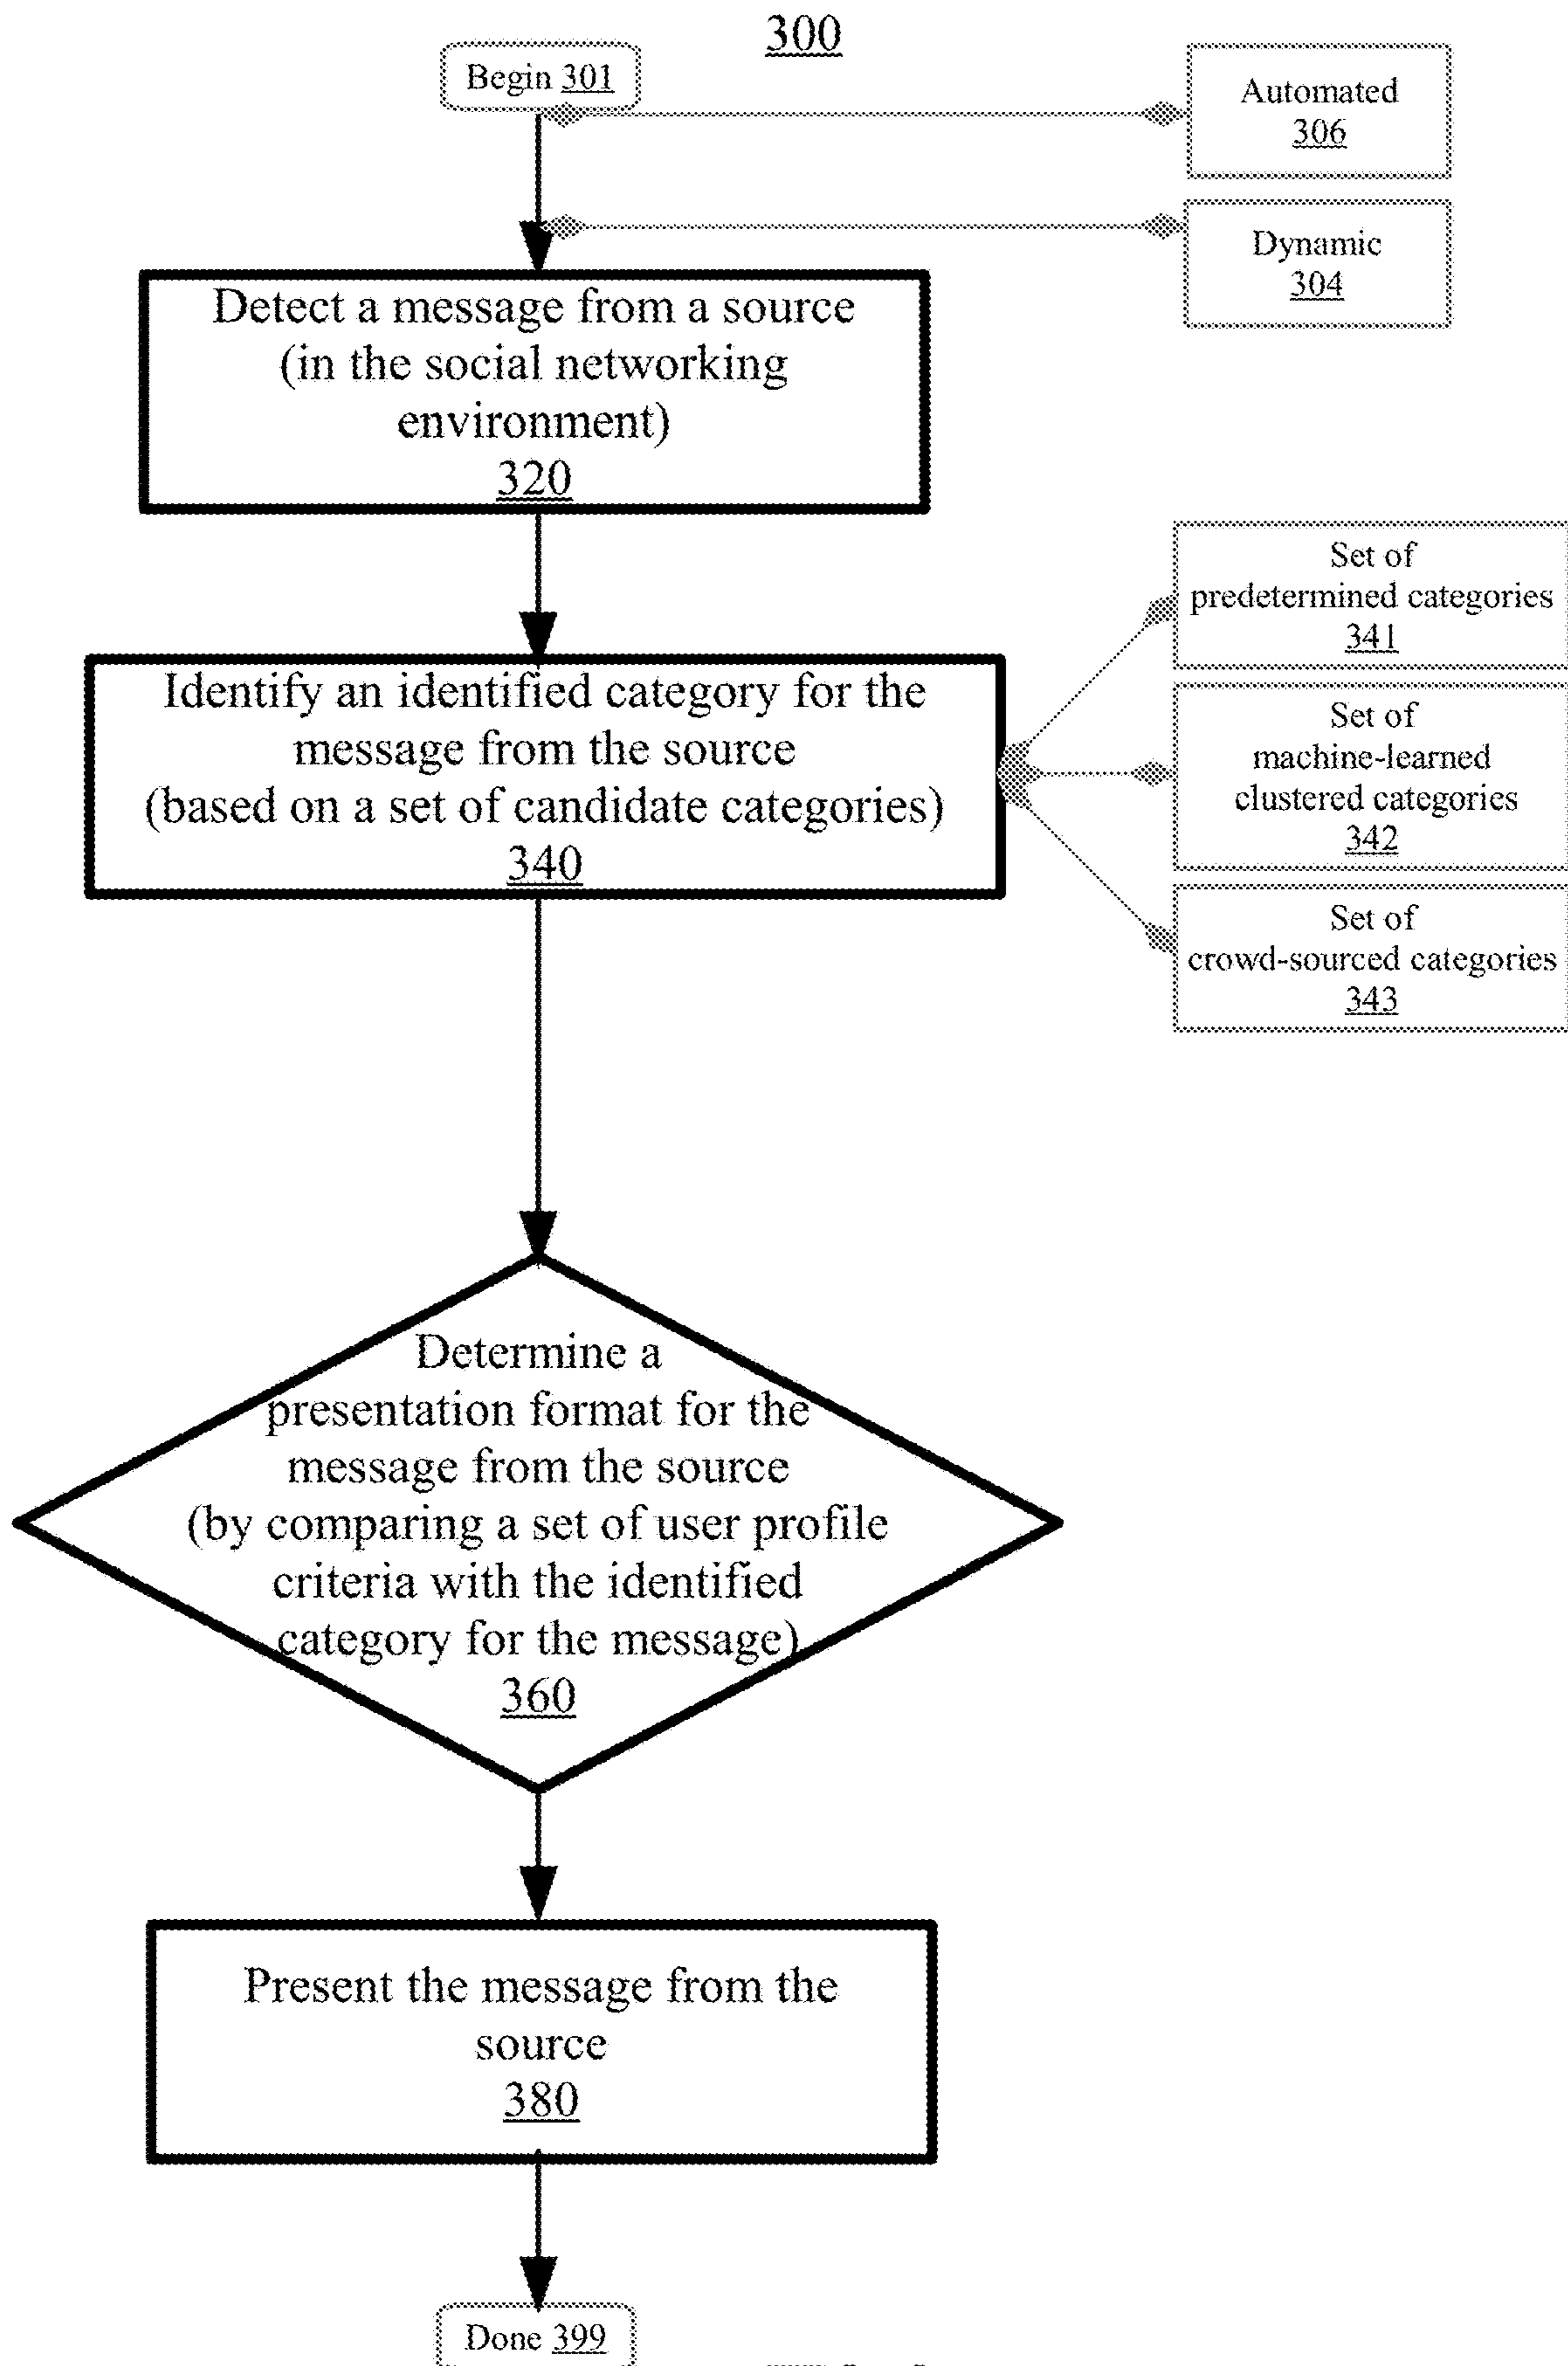 300
Begin 301
Automated
306
Dynamic
304
Detect a message from a source
(in the social networking
environment)
320
Set of
predetermined categories
341
Identify an identified category for the
message from the source
(based on a set of candidate categories)
340
Set of
machine-learned
clustered categories
342
Set of
crowd-sourced categories
343
Determine a
presentation format for the
message from the source
(by comparing a set of user profile
criteria with the identified
category for the message)
360
Present the message from the
source
380
Done 399